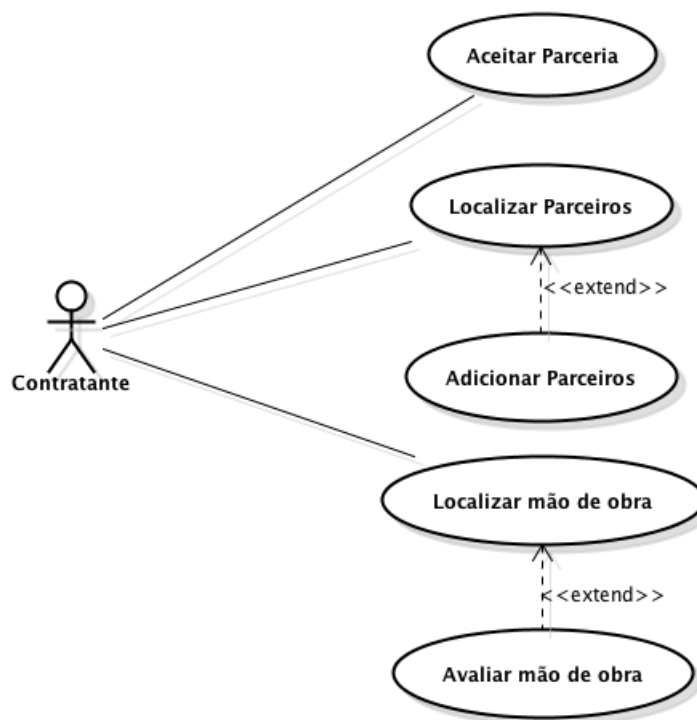 Aceitar Parceria
Localizar Parceiros
<<extend>>
Contratante
Adicionar Parceiros
Localizar mão de obra
<<extend>>
Avaliar mão de obra